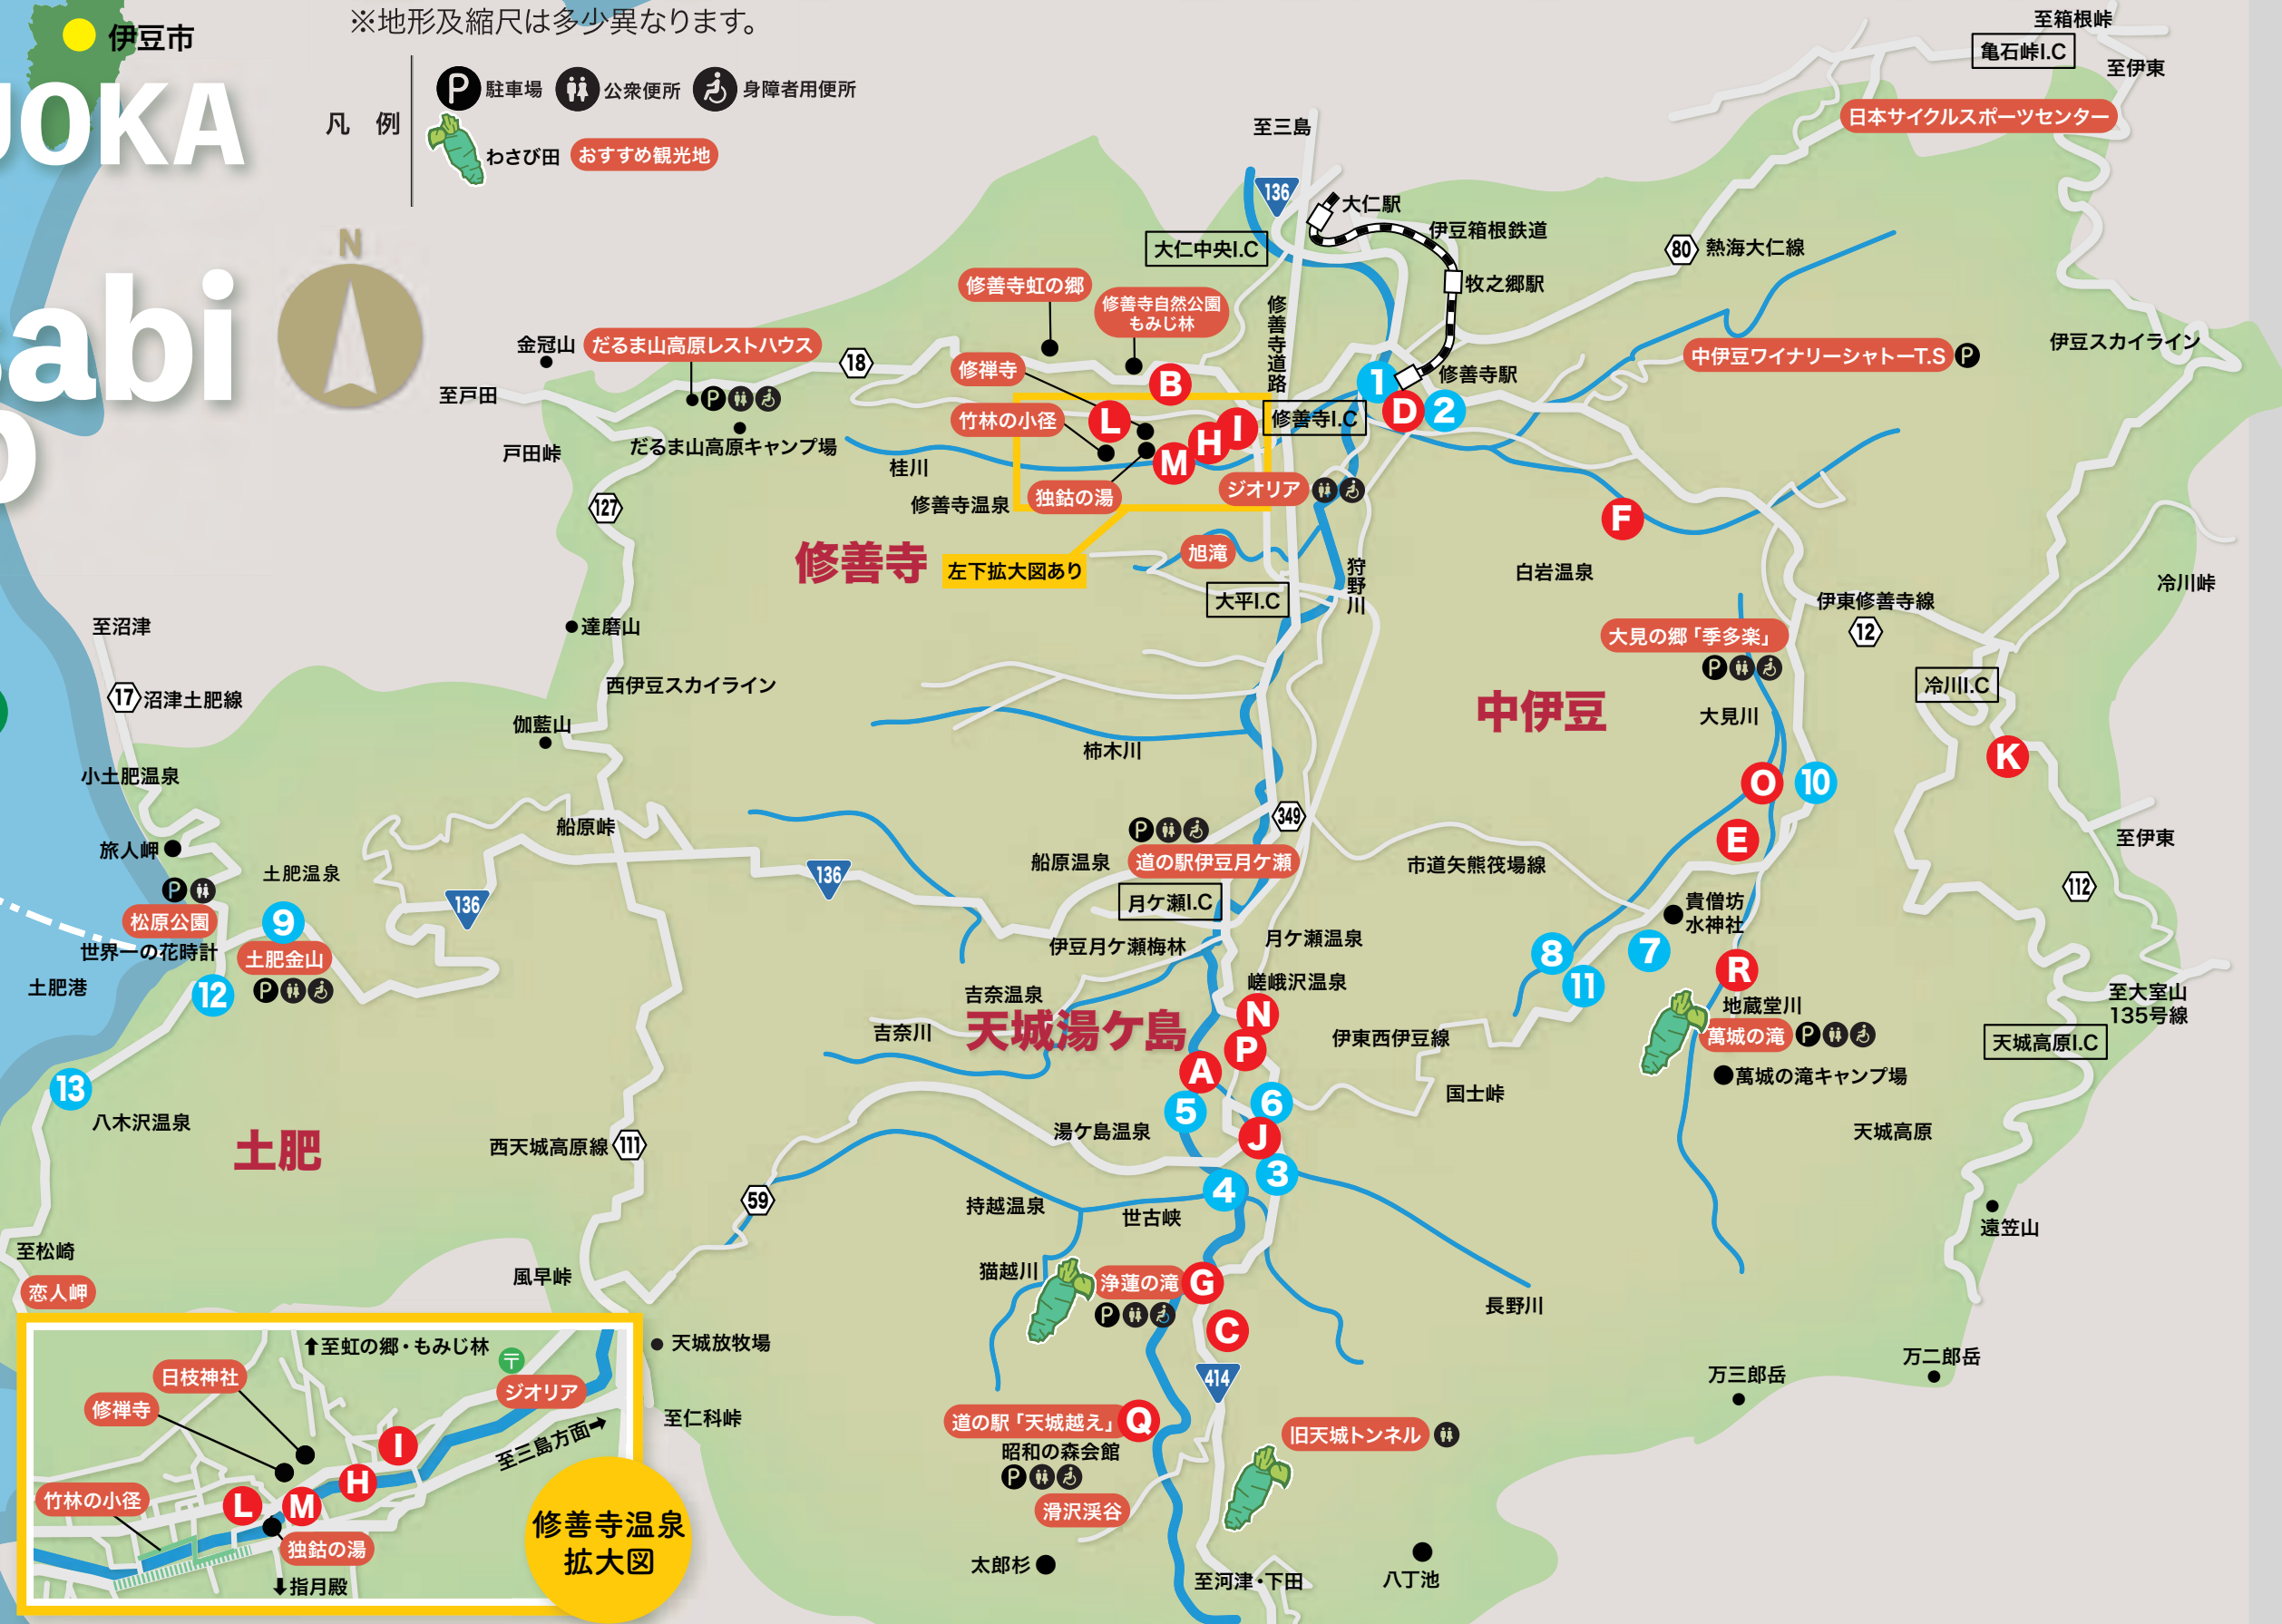 伊豆市
UOKA
sabi
※地形及縮尺は多少異なります。
凡 例
P 駐車場
公衆便所
身障者用便所
わさび田
おすすめ観光地
N
至箱根峠
亀石峠I.C
至伊東
日本サイクルスポーツセンター
至三島
136
大仁駅
伊豆箱根鉄道
大仁中央I.C
80
熱海大仁線
牧之郷駅
修善寺虹の郷
修善寺自然公園
もみじ林
修善寺道路
伊豆スカイライン
中伊豆ワイナリーシャトーT.S
P
金冠山
だるま山高原レストハウス
18
修禅寺
B
1
修善寺駅
至戸田
P
竹林の小径
L
I
修善寺I.C
D
2
戸田峠
だるま山高原キャンプ場
H
M
桂川
独鈷の湯
ジオリア
修善寺温泉
127
F
修善寺
左下拡大図あり
旭滝
狩野川
白岩温泉
冷川峠
大平I.C
伊東修善寺線
12
至沼津
達磨山
大見の郷「季多楽」
P
西伊豆スカイライン
冷川I.C
17
沼津土肥線
中伊豆
大見川
伽藍山
柿木川
K
小土肥温泉
O
10
船原峠
349
P
E
至伊東
旅人岬
船原温泉
道の駅伊豆月ケ瀬
市道矢熊筏場線
土肥温泉
136
112
P
月ケ瀬I.C
貴僧坊
水神社
松原公園
9
136
世界一の花時計
土肥金山
伊豆月ケ瀬梅林
月ケ瀬温泉
8
7
土肥港
12
P
嵯峨沢温泉
11
R
吉奈温泉
地蔵堂川
至大室山
135号線
天城湯ケ島
N
吉奈川
P
伊東西伊豆線
萬城の滝
P
天城高原I.C
A
萬城の滝キャンプ場
13
国士峠
八木沢温泉
5
6
土肥
湯ケ島温泉
J
天城高原
西天城高原線
111
3
59
4
持越温泉
世古峡
遠笠山
至松崎
風早峠
猫越川
浄蓮の滝
G
恋人岬
P
長野川
C
天城放牧場
414
万三郎岳
万二郎岳
至仁科峠
道の駅「天城越え」
Q
旧天城トンネル
昭和の森会館
P
滑沢渓谷
太郎杉
至河津・下田
八丁池
⬆至虹の郷・もみじ林
日枝神社
〒
ジオリア
修禅寺
I
至三島方面➡
H
竹林の小径
L
M
独鈷の湯
⬇指月殿
修善寺温泉
拡大図